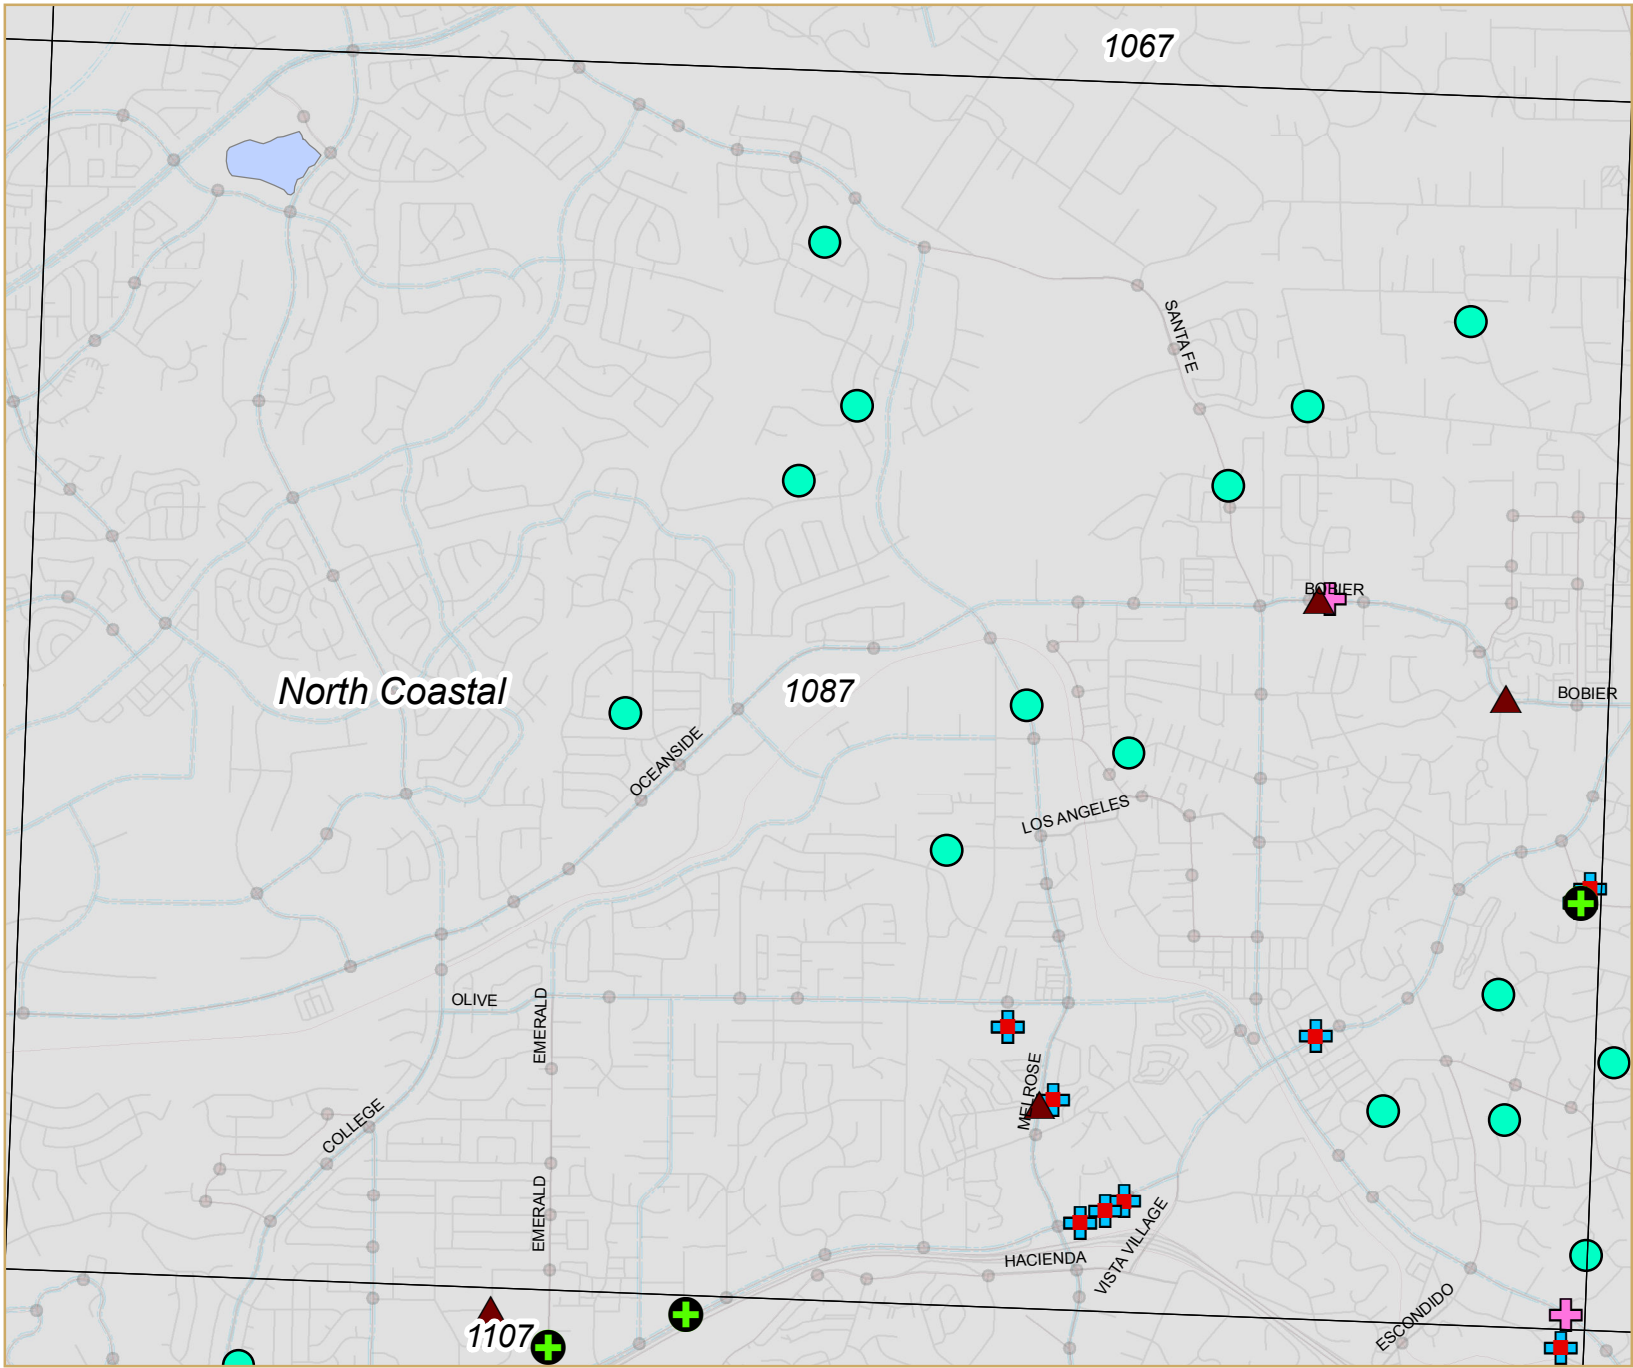 1067
SANTA FE
BOBIER
North Coastal
1087
BOBIER
OCEANSIDE
LOS ANGELES
OLIVE
EMERALD
MELROSE
COLLEGE
EMERALD
VISTA VILLAGE
HACIENDA
ESCONDIDO
1107